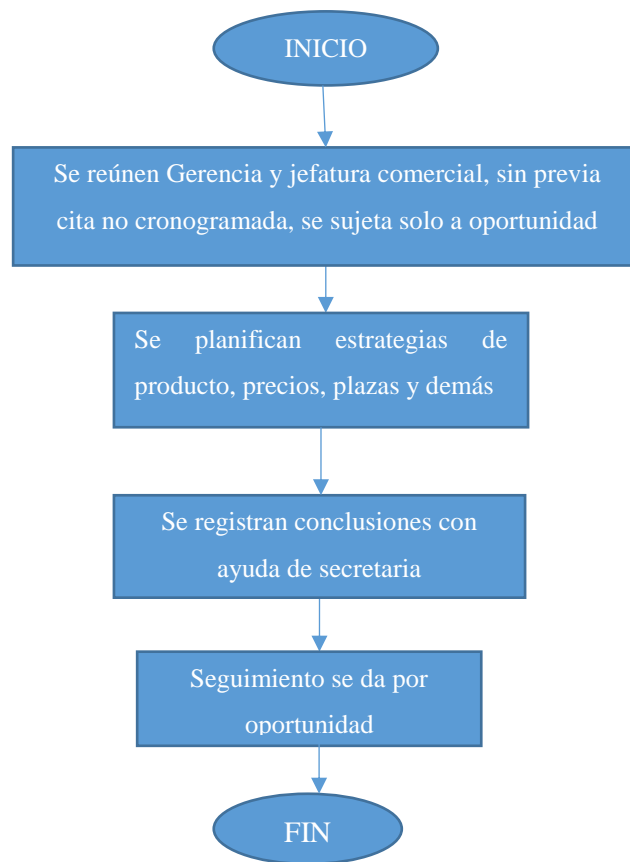 INICIO
Se reúnen Gerencia y jefatura comercial, sin previa
cita no cronogramada, se sujeta solo a oportunidad
Se planifican estrategias de
producto, precios, plazas y demás
Se registran conclusiones con
ayuda de secretaria
Seguimiento se da por
oportunidad
FIN